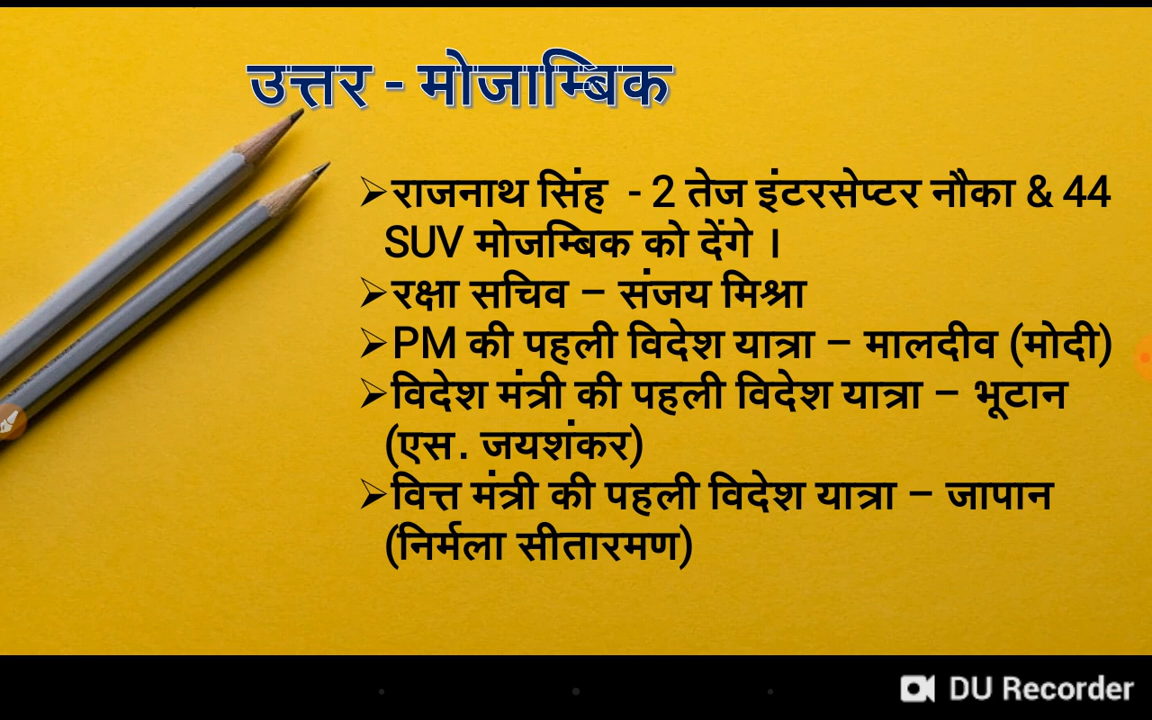 उत्तर - मोजाम्बिक
➢राजनाथ सिंह - 2 तेज इंटरसेप्टर नौका & 44
SUV मोजम्बिक को देंगे ।
➢रक्षा सचिव – संजय मिश्रा
➢PM की पहली विदेश यात्रा – मालदीव (मोदी)
➢विदेश मंत्री की पहली विदेश यात्रा – भूटान
(एस. जयशंकर)
➢वित्त मंत्री की पहली विदेश यात्रा – जापान
(निर्मला सीतारमण)
DU Recorder